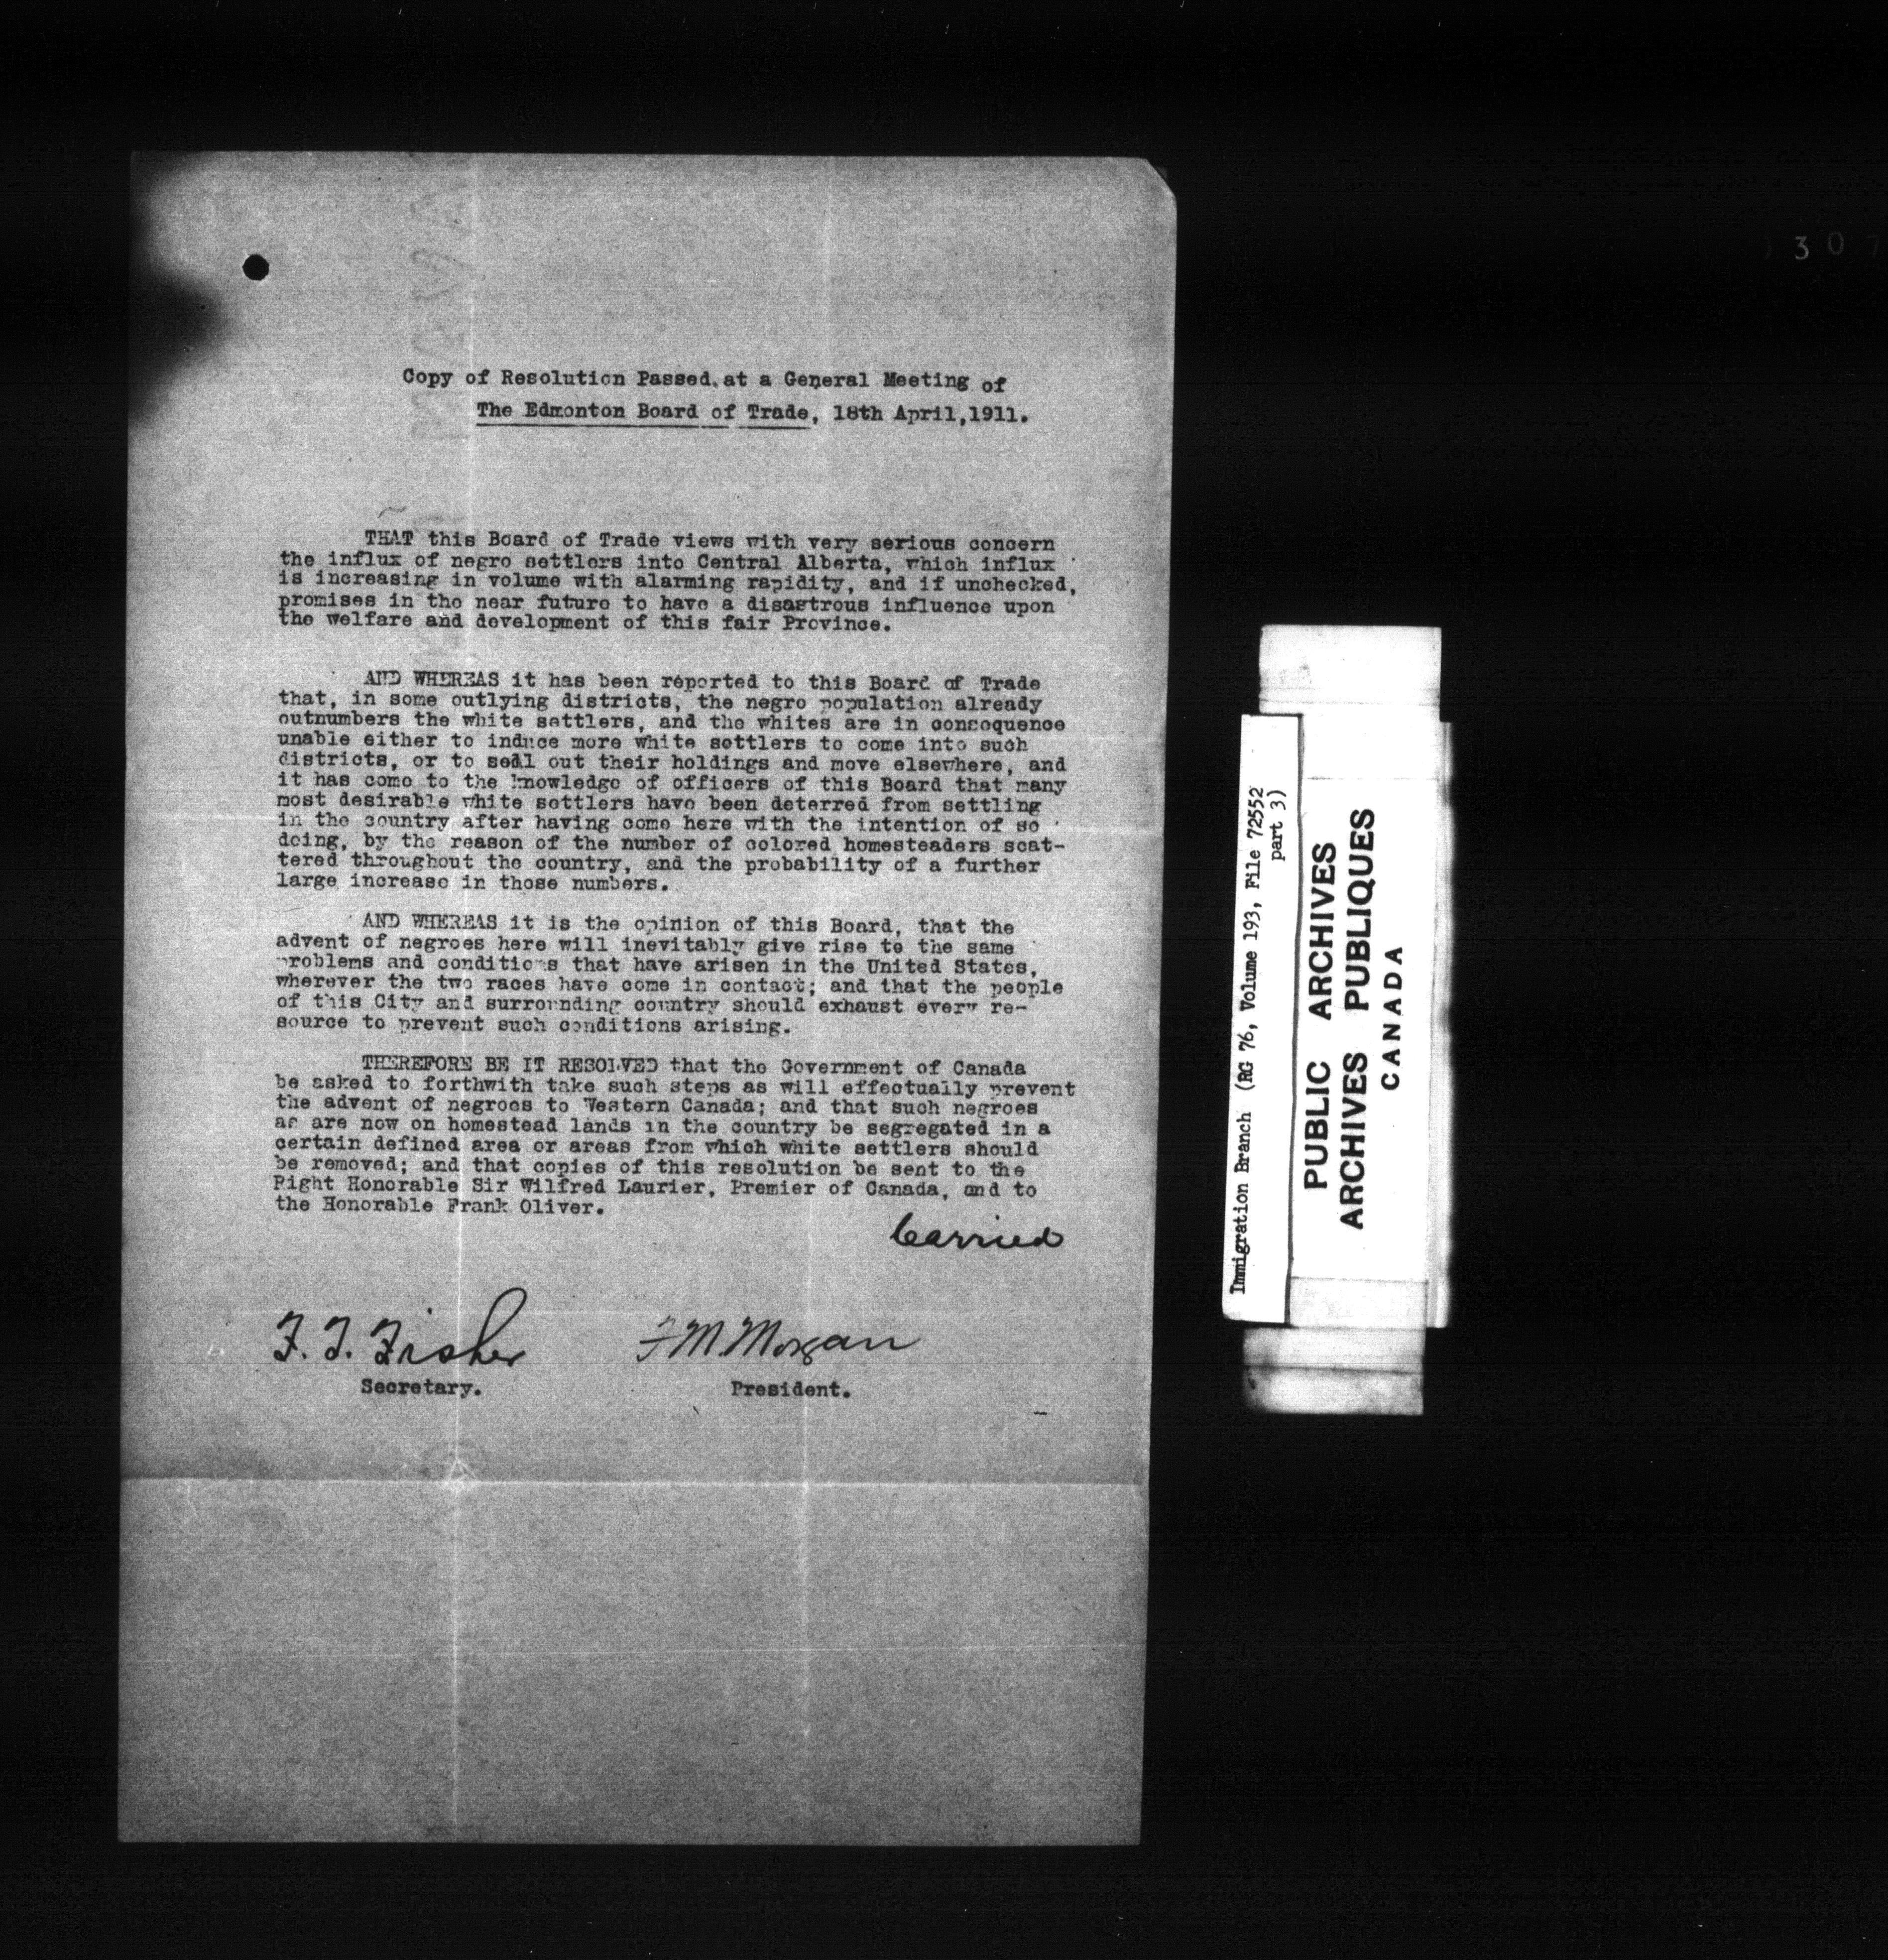 Copy of Resolution Passed at a General Meeting of
The Edmonton Board of Trade, 18th April, 1911.
THAT this Board of Trade views with very serious concern
the influx of negro settlers into Central Alberta, which influx
is increasing in volume with alarming rapidity, and if unchecked,
promises in the near future to have a disastrous influence upon
the welfare and development of this fair Province.
AND WHEREAS it has been reported to this Board of Trade
that, in some outlying districts, the negro population already
outnumbers the white settlers, and the whites are in consequence
unable either to induce more white settlers to come into such
districts, or to sell out their holdings and move elsewhere, and
it has come to the knowledge of officers of this Board that many
most desirable white settlers have been deterred from settling
in the country after having come here with the intention of so
doing, by the reason of the number of colored homesteaders scat-
tered throughout the country, and the probability of a further
large increase in those numbers.
AND WHEREAS it is the opinion of this Board, that the
advent of negroes here will inevitably give rise to the same
problems and conditions that have arisen in the United States,
wherever the two races have come in contact; and that the people
of this City and surrounding country should exhaust every re-
source to prevent such conditions arising.
THEREFORE BE IT RESOLVED that the Government of Canada
be asked to forthwith take such steps as will effectually prevent
the advent of negroes to Western Canada; and that such negroes
as are now on homestead lands in the country be segregated in a
certain defined area or areas from which white settlers should
be removed; and that copies of this resolution be sent to the
Right Honorable Sir Wilfred Laurier, Premier of Canada, and to
the Honorable Frank Oliver.
Carried
F. T. Fisher
F M. Morgan
Secretary.
President.
Immigration Branch (RG 76, Volume 193, File 72552
part 3)
PUBLIC ARCHIVES
ARCHIVES PUBLIQUES
CANADA